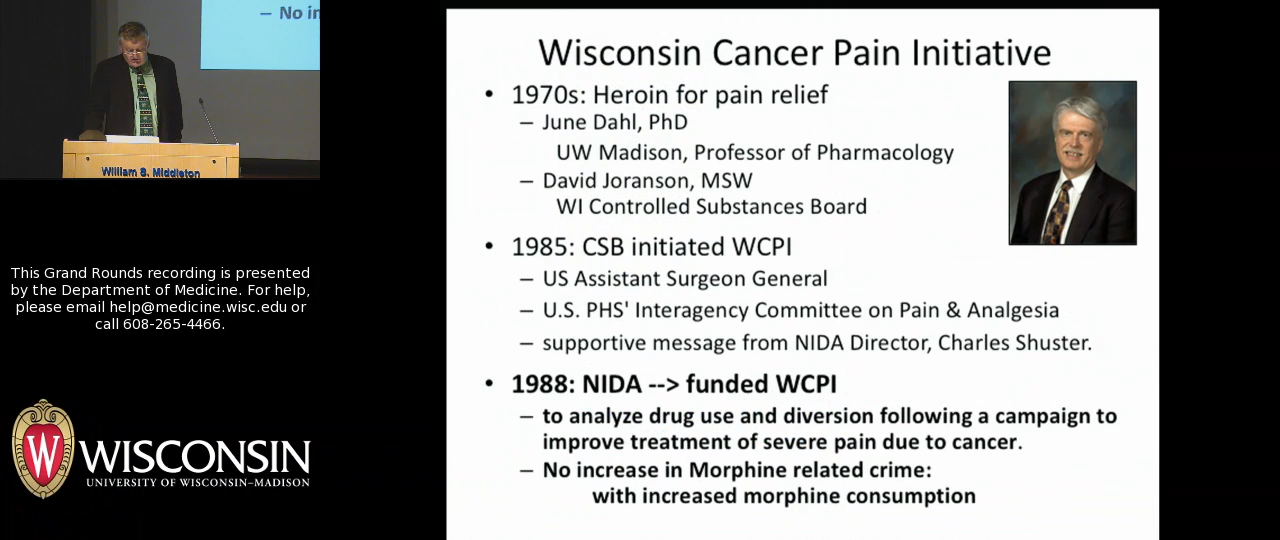 – No in
William S. Middleton
This Grand Rounds recording is presented
by the Department of Medicine. For help,
please email help@medicine.wisc.edu or
call 608-265-4466.
W
WISCONSIN
UNIVERSITY OF WISCONSIN–MADISON
Wisconsin Cancer Pain Initiative
• 1970s: Heroin for pain relief
– June Dahl, PhD
UW Madison, Professor of Pharmacology
– David Joranson, MSW
WI Controlled Substances Board
• 1985: CSB initiated WCPI
– US Assistant Surgeon General
– U.S. PHS' Interagency Committee on Pain & Analgesia
– supportive message from NIDA Director, Charles Shuster.
• 1988: NIDA --> funded WCPI
– to analyze drug use and diversion following a campaign to
improve treatment of severe pain due to cancer.
– No increase in Morphine related crime:
with increased morphine consumption